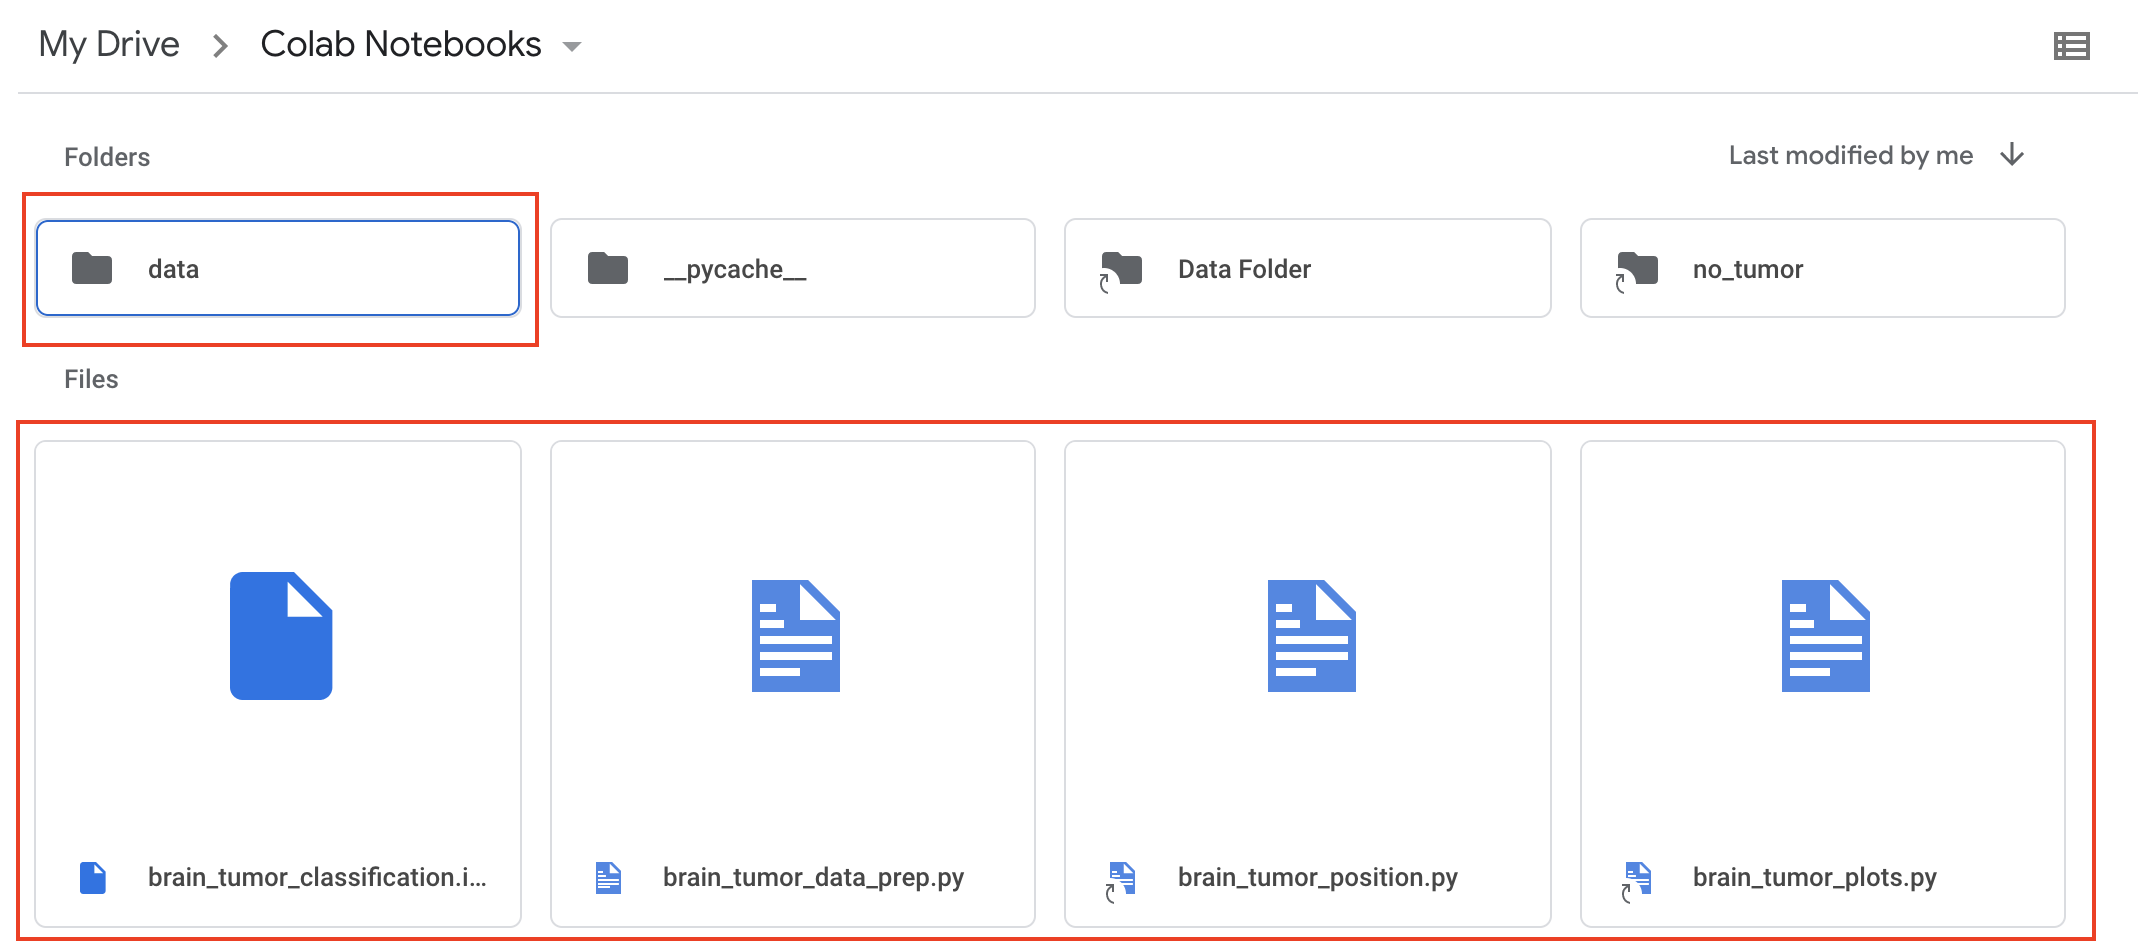 My Drive > Colab Notebooks
Folders
Last modified by me
data
__pycache__
Data Folder
no_tumor
Files
brain_tumor_classification.i...
brain_tumor_data_prep.py
brain_tumor_position.py
brain_tumor_plots.py